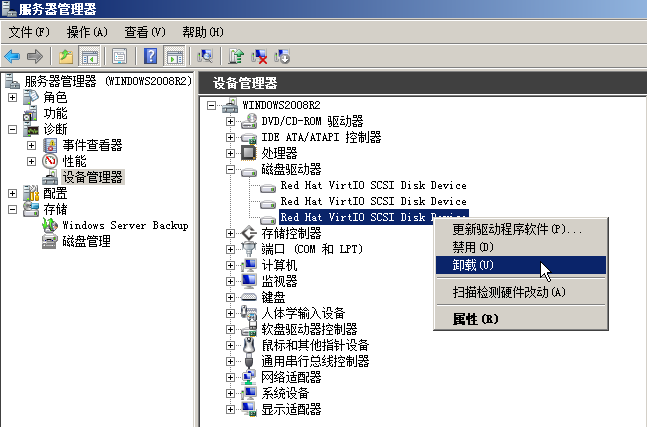 服务器管理器
文件(F) 操作(A) 查看(V) 帮助(H)
服务器管理器 (WINDOWS2008R2)
角色
功能
诊断
事件查看器
性能
设备管理器
配置
存储
Windows Server Backup
磁盘管理
设备管理器
WINDOWS2008R2
DVD/CD-ROM 驱动器
IDE ATA/ATAPI 控制器
处理器
磁盘驱动器
Red Hat VirtIO SCSI Disk Device
Red Hat VirtIO SCSI Disk Device
Red Hat VirtIO SCSI Disk Device
存储控制器
端口 (COM 和 LPT)
计算机
监视器
键盘
人体学输入设备
软盘驱动器控制器
鼠标和其他指针设备
通用串行总线控制器
网络适配器
系统设备
显示适配器
更新驱动程序软件(P)...
禁用(D)
卸载(U)
扫描检测硬件改动(A)
属性(R)